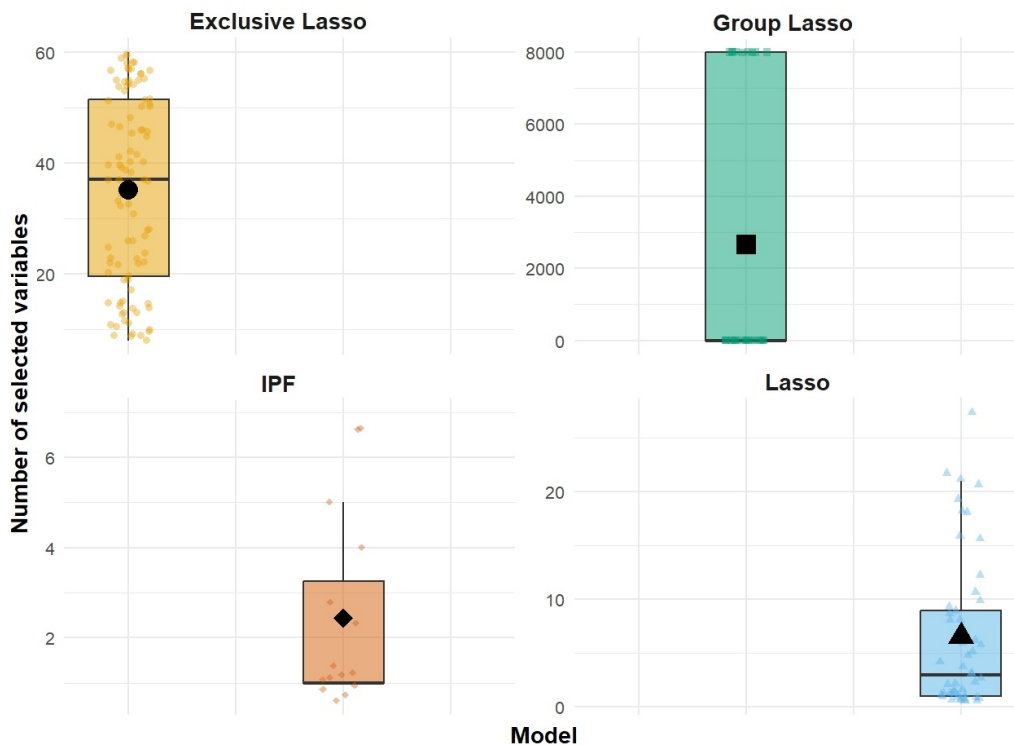 Exclusive Lasso
Group Lasso
60
40
20
8000
6000
4000
2000
0
IPF
Lasso
6
4
2
20
10
0
Number of selected variables
Model